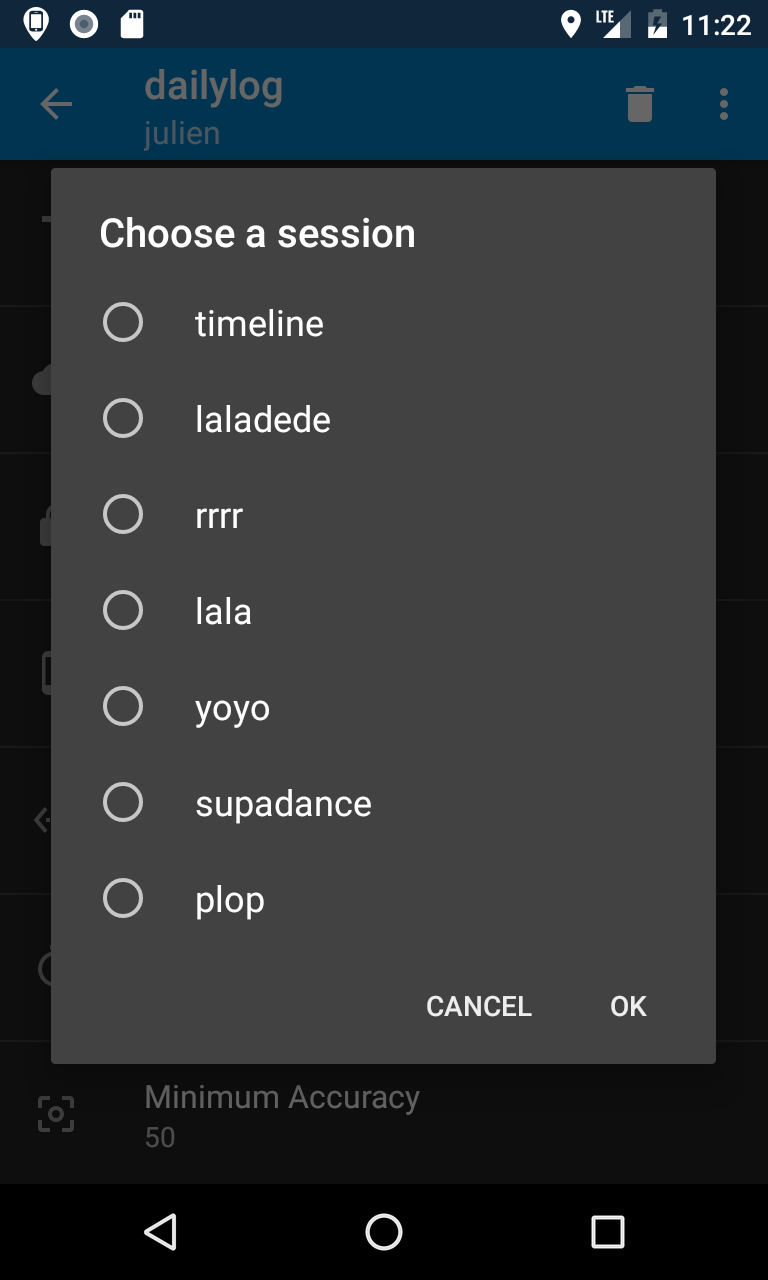 LTE 11:22
dailylog
julien
Choose a session
timeline
laladede
rrrr
lala
yoyo
supadance
plop
CANCEL OK
Minimum Accuracy
50